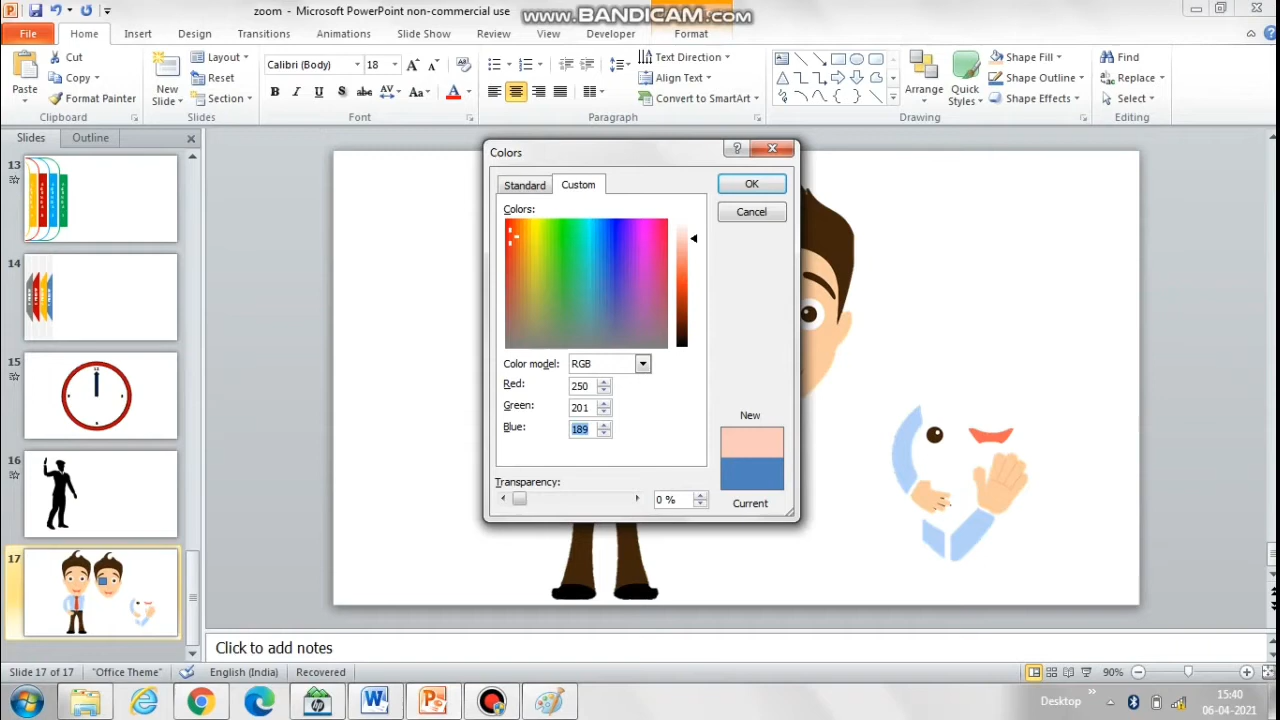 zoom - Microsoft PowerPoint non-commercial use
www.BANDICAM.com
File Home Insert Design Transitions Animations Slide Show Review View Developer Format
Paste
Cut
Copy
Format Painter
Clipboard
New Slide
Layout
Reset
Section
Slides
Calibri (Body) 18
B I U S abc AV Aa A
Font
Text Direction
Align Text
Convert to SmartArt
Paragraph
Arrange
Quick Styles
Shape Fill
Shape Outline
Shape Effects
Drawing
Find
Replace
Select
Editing
Slides Outline
13
14
15
16
17
Colors
Standard Custom
OK
Cancel
Colors:
Color model: RGB
Red: 250
Green: 201
Blue: 189
New
Current
Transparency:
0 %
Click to add notes
Slide 17 of 17 "Office Theme" English (India) Recovered 90%
Desktop
15:40
06-04-2021